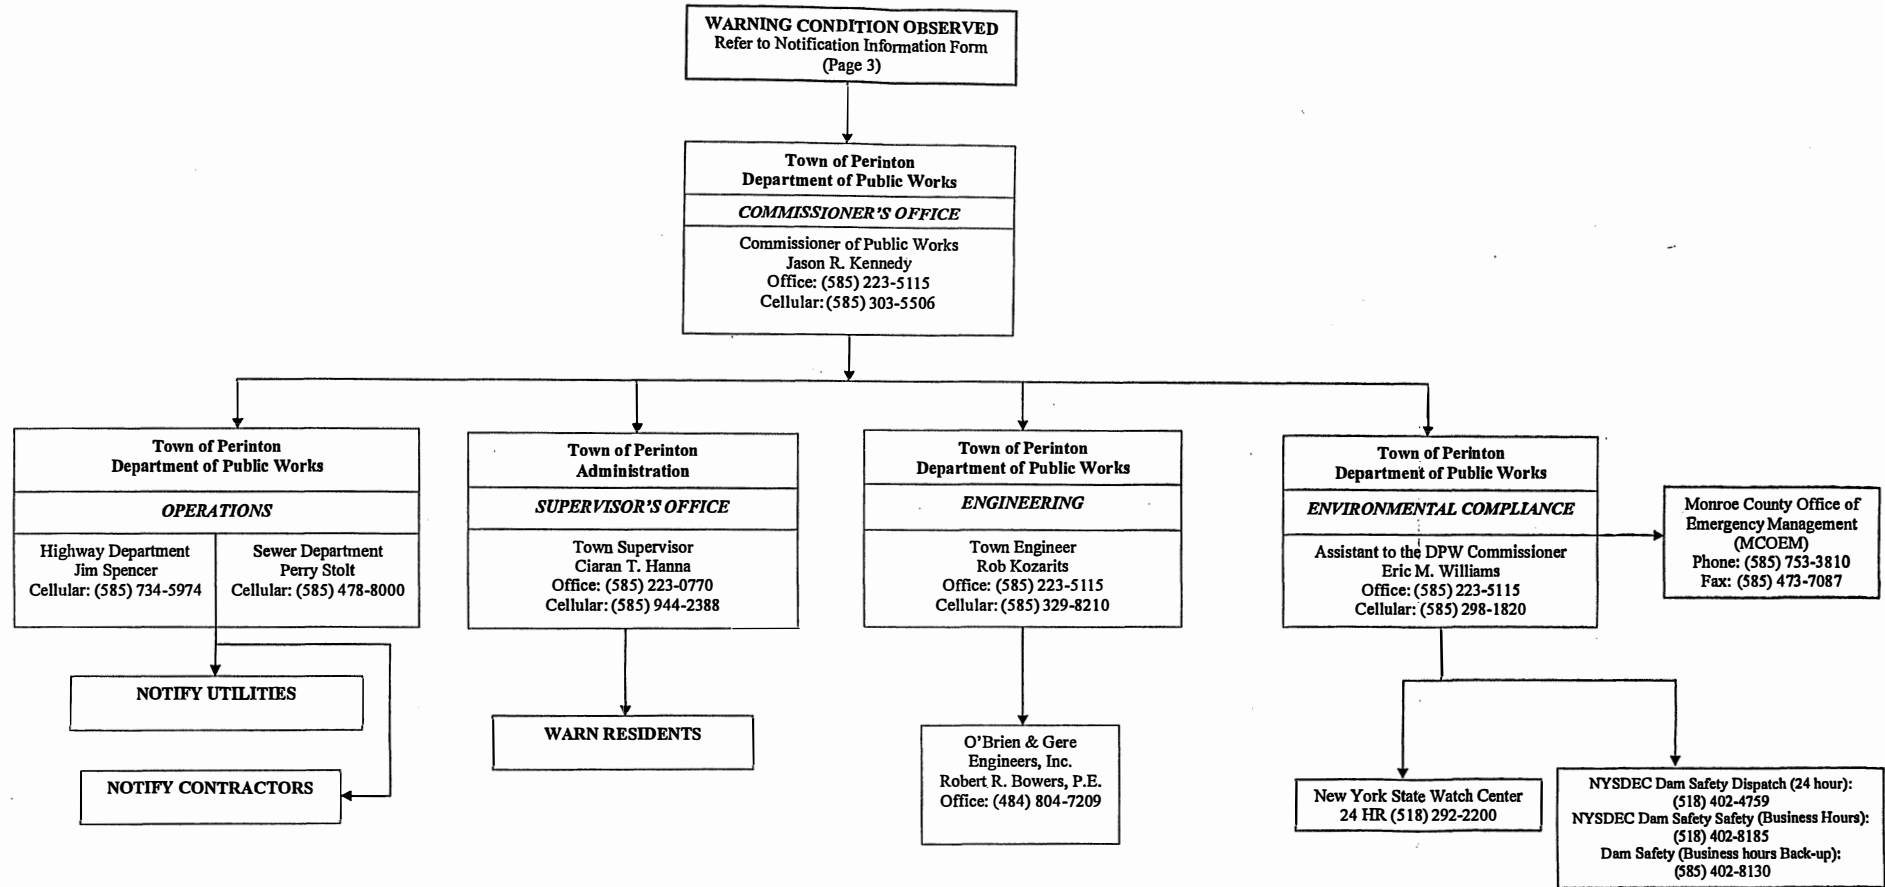 WARNING CONDITION OBSERVED
Refer to Notification Information Form
(Page 3)
Town of Perinton
Department of Public Works
COMMISSIONER'S OFFICE
Commissioner of Public Works
Jason R. Kennedy
Office: (585) 223-5115
Cellular: (585) 303-5506
Town of Perinton
Department of Public Works
OPERATIONS
Highway Department
Jim Spencer
Cellular: (585) 734-5974
Sewer Department
Perry Stolt
Cellular: (585) 478-8000
NOTIFY UTILITIES
NOTIFY CONTRACTORS
Town of Perinton
Administration
SUPERVISOR'S OFFICE
Town Supervisor
Ciaran T. Hanna
Office: (585) 223-0770
Cellular: (585) 944-2388
WARN RESIDENTS
Town of Perinton
Department of Public Works
ENGINEERING
Town Engineer
Rob Kozarits
Office: (585) 223-5115
Cellular: (585) 329-8210
O'Brien & Gere
Engineers, Inc.
Robert R. Bowers, P.E.
Office: (484) 804-7209
Town of Perinton
Department of Public Works
ENVIRONMENTAL COMPLIANCE
Assistant to the DPW Commissioner
Eric M. Williams
Office: (585) 223-5115
Cellular: (585) 298-1820
Monroe County Office of
Emergency Management
(MCOEM)
Phone: (585) 753-3810
Fax: (585) 473-7087
New York State Watch Center
24 HR (518) 292-2200
NYSDEC Dam Safety Dispatch (24 hour):
(518) 402-4759
NYSDEC Dam Safety Safety (Business Hours):
(518) 402-8185
Dam Safety (Business hours Back-up):
(585) 402-8130